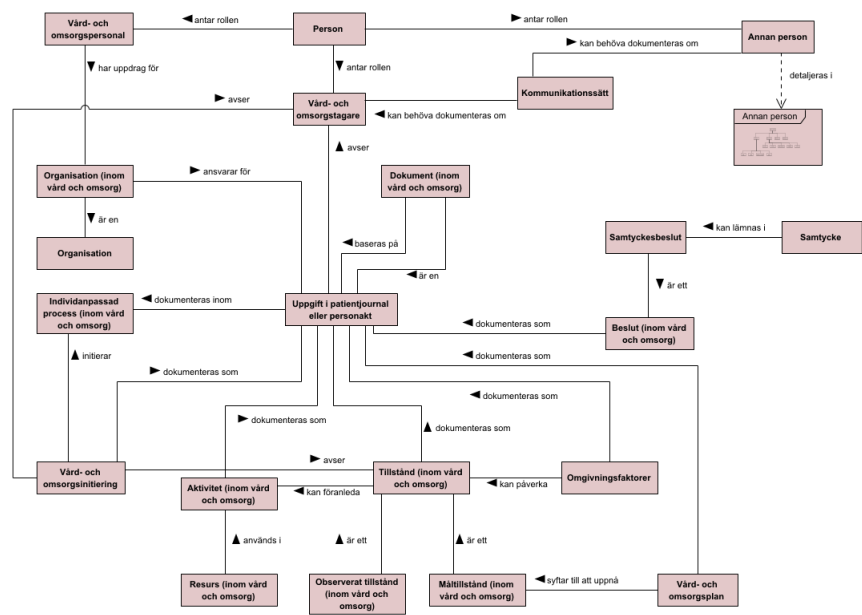 Vård- och
omsorgspersonal
◄ antar rollen
Person
► antar rollen
Annan person
▼ har uppdrag för
▼ antar rollen
► kan behöva dokumenteras om
detaljeras i
Kommunikationssätt
► avser
Vård- och
omsorgstagare
◄ kan behöva dokumenteras om
Annan person
▲ avser
Organisation (inom
vård och omsorg)
► ansvarar för
Dokument (inom
vård och omsorg)
▼ är en
Organisation
◄ baseras på
◄ är en
Samtyckesbeslut
◄ kan lämnas i
Samtycke
▼ är ett
Individanpassad
process (inom vård
och omsorg)
◄ dokumenteras inom
Uppgift i patientjournal
eller personakt
◄ dokumenteras som
Beslut (inom vård
och omsorg)
▲ initierar
◄ dokumenteras som
► dokumenteras som
◄ dokumenteras som
► dokumenteras som
▲ dokumenteras som
Vård- och
omsorgsinitiering
► avser
Aktivitet (inom vård
och omsorg)
◄ kan föranleda
Tillstånd (inom vård
och omsorg)
◄ kan påverka
Omgivningsfaktorer
▲ används i
▲ är ett
▲ är ett
Resurs (inom vård
och omsorg)
Observerat tillstånd
(inom vård och
omsorg)
Måltillstånd (inom
vård och omsorg)
◄ syftar till att uppnå
Vård- och
omsorgsplan